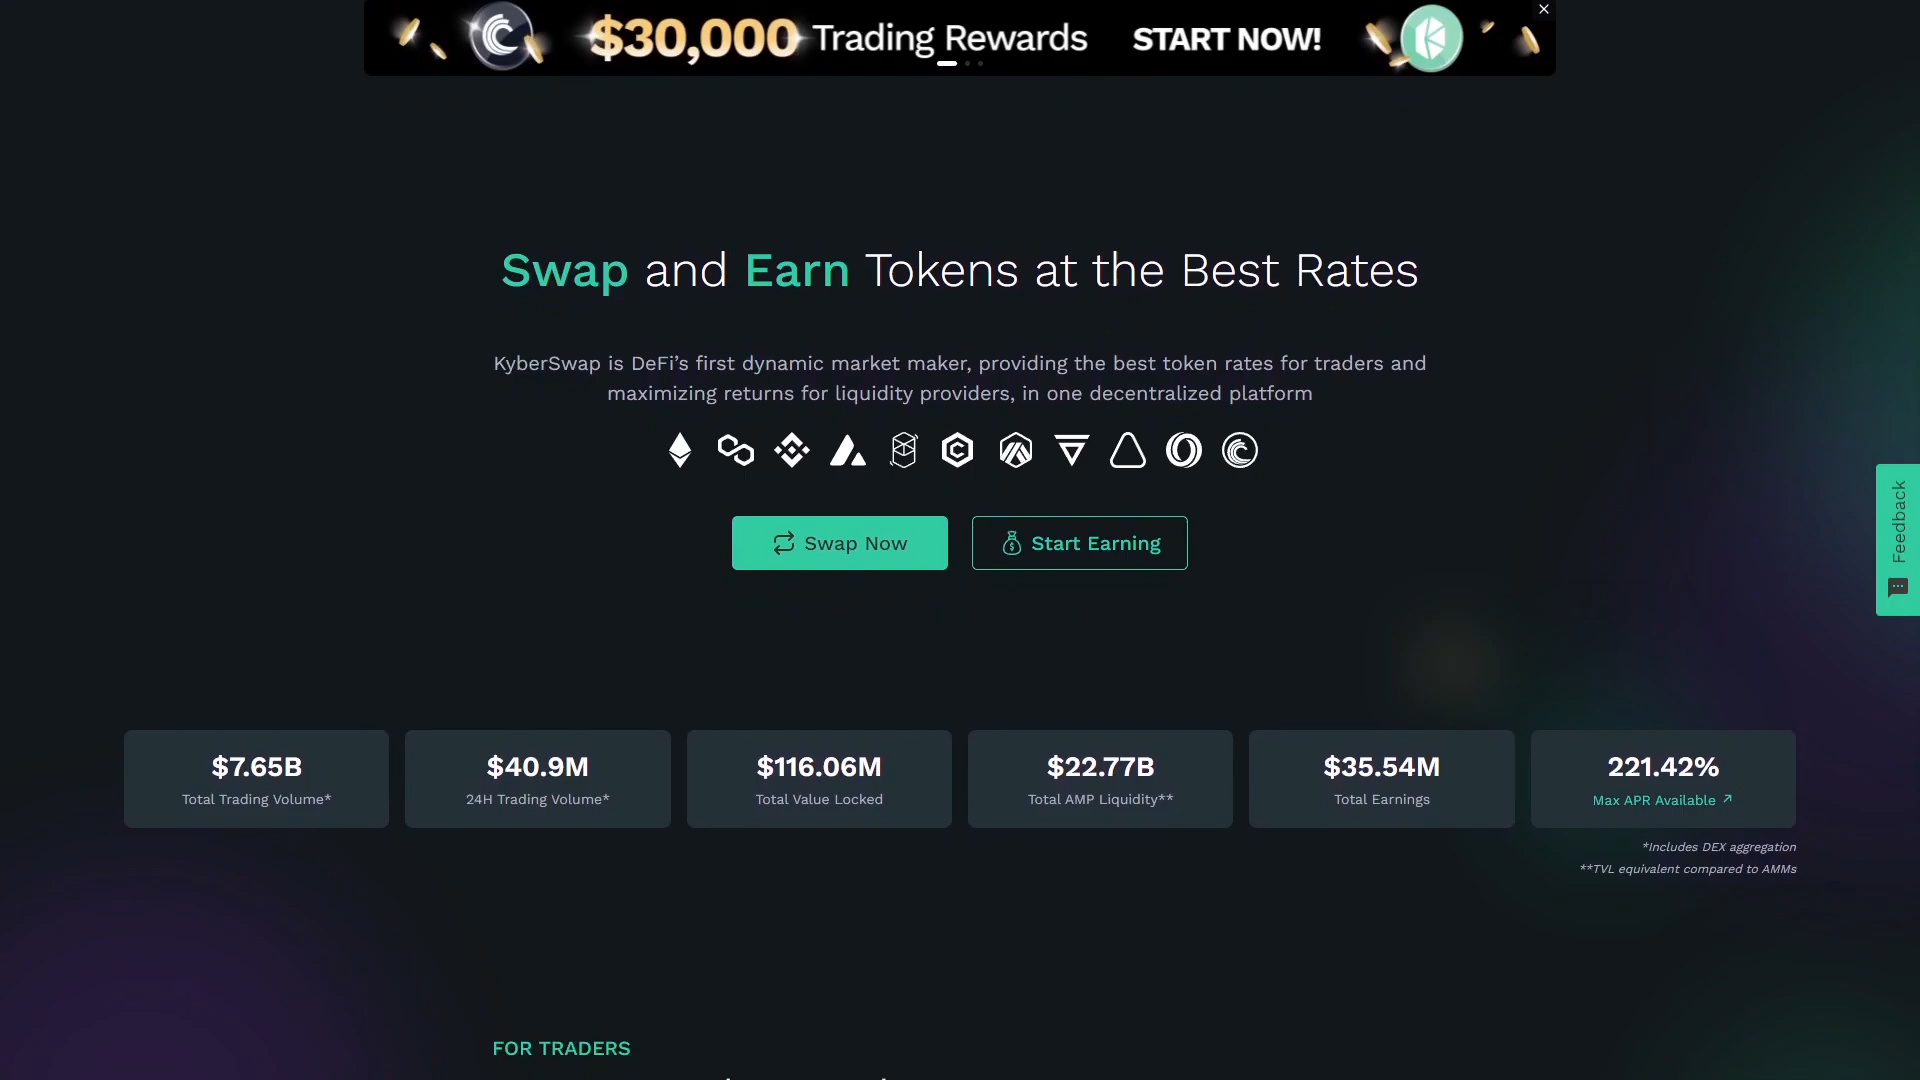 $30,000 Trading Rewards START NOW!
Swap and Earn Tokens at the Best Rates
KyberSwap is DeFi’s first dynamic market maker, providing the best token rates for traders and
maximizing returns for liquidity providers, in one decentralized platform
Swap Now
Start Earning
Feedback
$7.65B
Total Trading Volume*
$40.9M
24H Trading Volume*
$116.06M
Total Value Locked
$22.77B
Total AMP Liquidity**
$35.54M
Total Earnings
221.42%
Max APR Available ↗
*Includes DEX aggregation
**TVL equivalent compared to AMMs
FOR TRADERS